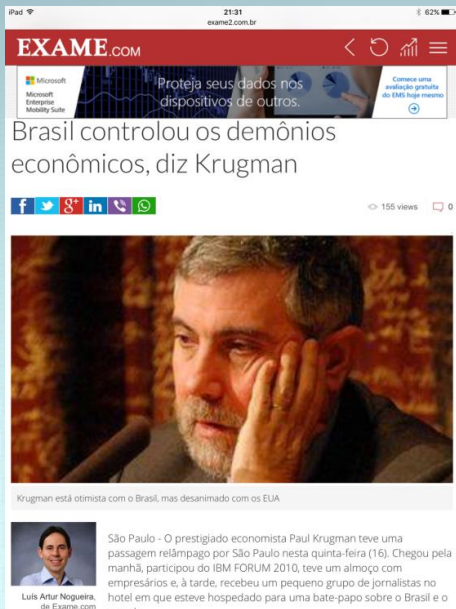 iPad
21:31
62%
exame2.com.br
EXAME.COM
Microsoft
Microsoft
Enterprise
Mobility Suite
Proteja seus dados nos
dispositivos de outros.
Comece uma
avaliação gratuita
do EMS hoje mesmo
Brasil controlou os demônios
econômicos, diz Krugman
f g+ in
155 views 0
Krugman está otimista com o Brasil, mas desanimado com os EUA
São Paulo - O prestigiado economista Paul Krugman teve uma
passagem relâmpago por São Paulo nesta quinta-feira (16). Chegou pela
manhã, participou do IBM FORUM 2010, teve um almoço com
empresários e, à tarde, recebeu um pequeno grupo de jornalistas no
hotel em que esteve hospedado para uma bate-papo sobre o Brasil e o
Luís Artur Nogueira,
de Exame.com